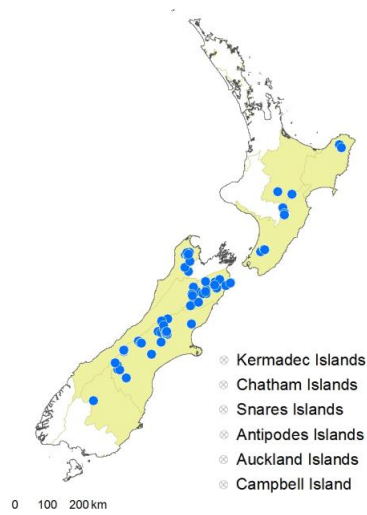 Kermadec Islands
Chatham Islands
Snares Islands
Antipodes Islands
Auckland Islands
Campbell Island
0 100 200 km